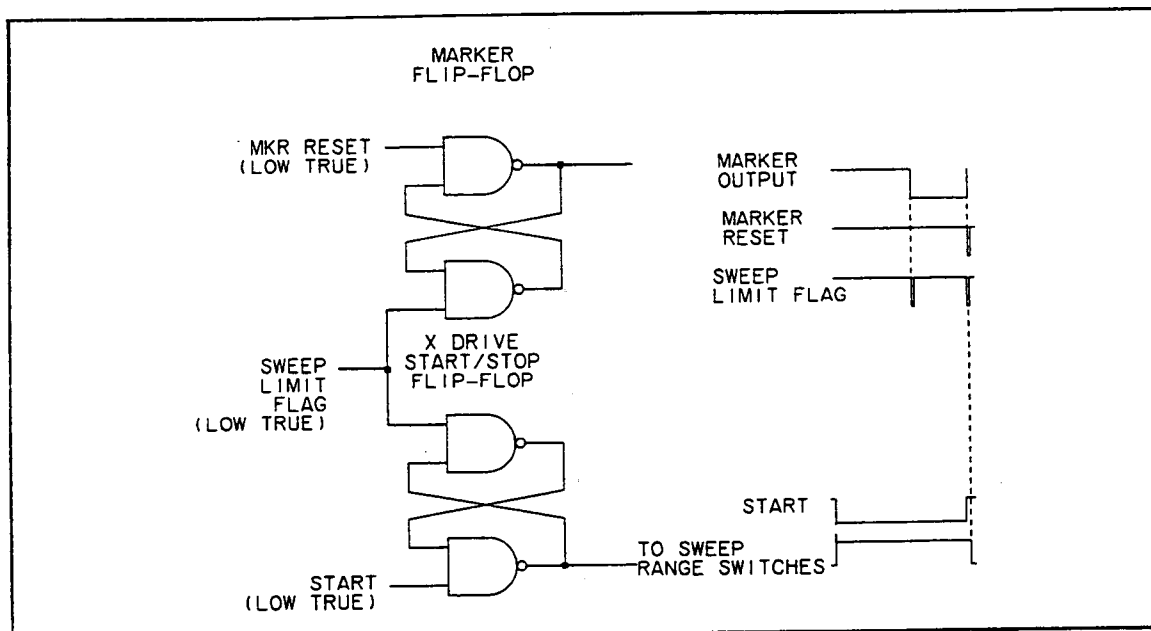 MARKER
FLIP-FLOP
MKR RESET
(LOW TRUE)
MARKER
OUTPUT
MARKER
RESET
SWEEP
LIMIT FLAG
X DRIVE
START/STOP
FLIP-FLOP
SWEEP
LIMIT
FLAG
(LOW TRUE)
START
TO SWEEP
RANGE SWITCHES
START
(LOW TRUE)